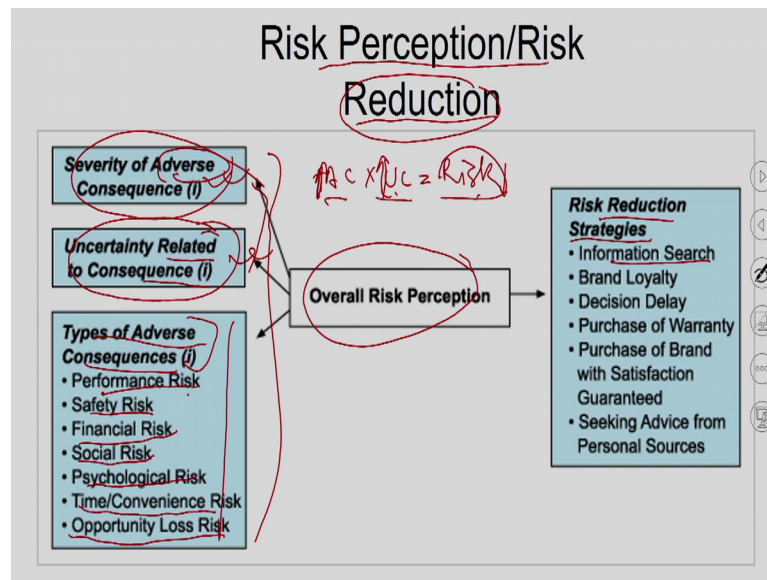 Risk Perception/Risk
Reduction
Severity of Adverse
Consequence (i)
AC X UC = Risk
Uncertainty Related
to Consequence (i)
Overall Risk Perception
Types of Adverse
Consequences (i)
• Performance Risk
• Safety Risk
• Financial Risk
• Social Risk
• Psychological Risk
• Time/Convenience Risk
• Opportunity Loss Risk
Risk Reduction
Strategies
• Information Search
• Brand Loyalty
• Decision Delay
• Purchase of Warranty
• Purchase of Brand
with Satisfaction
Guaranteed
• Seeking Advice from
Personal Sources